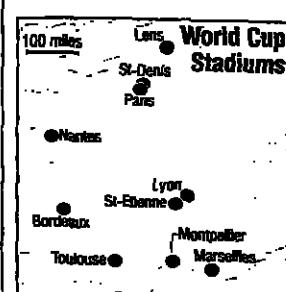 World Cup
Stadiums
100 miles
Lens
St-Denis
Paris
Nantes
Lyon
St-Etienne
Bordeaux
Montpellier
Toulouse
Marseilles